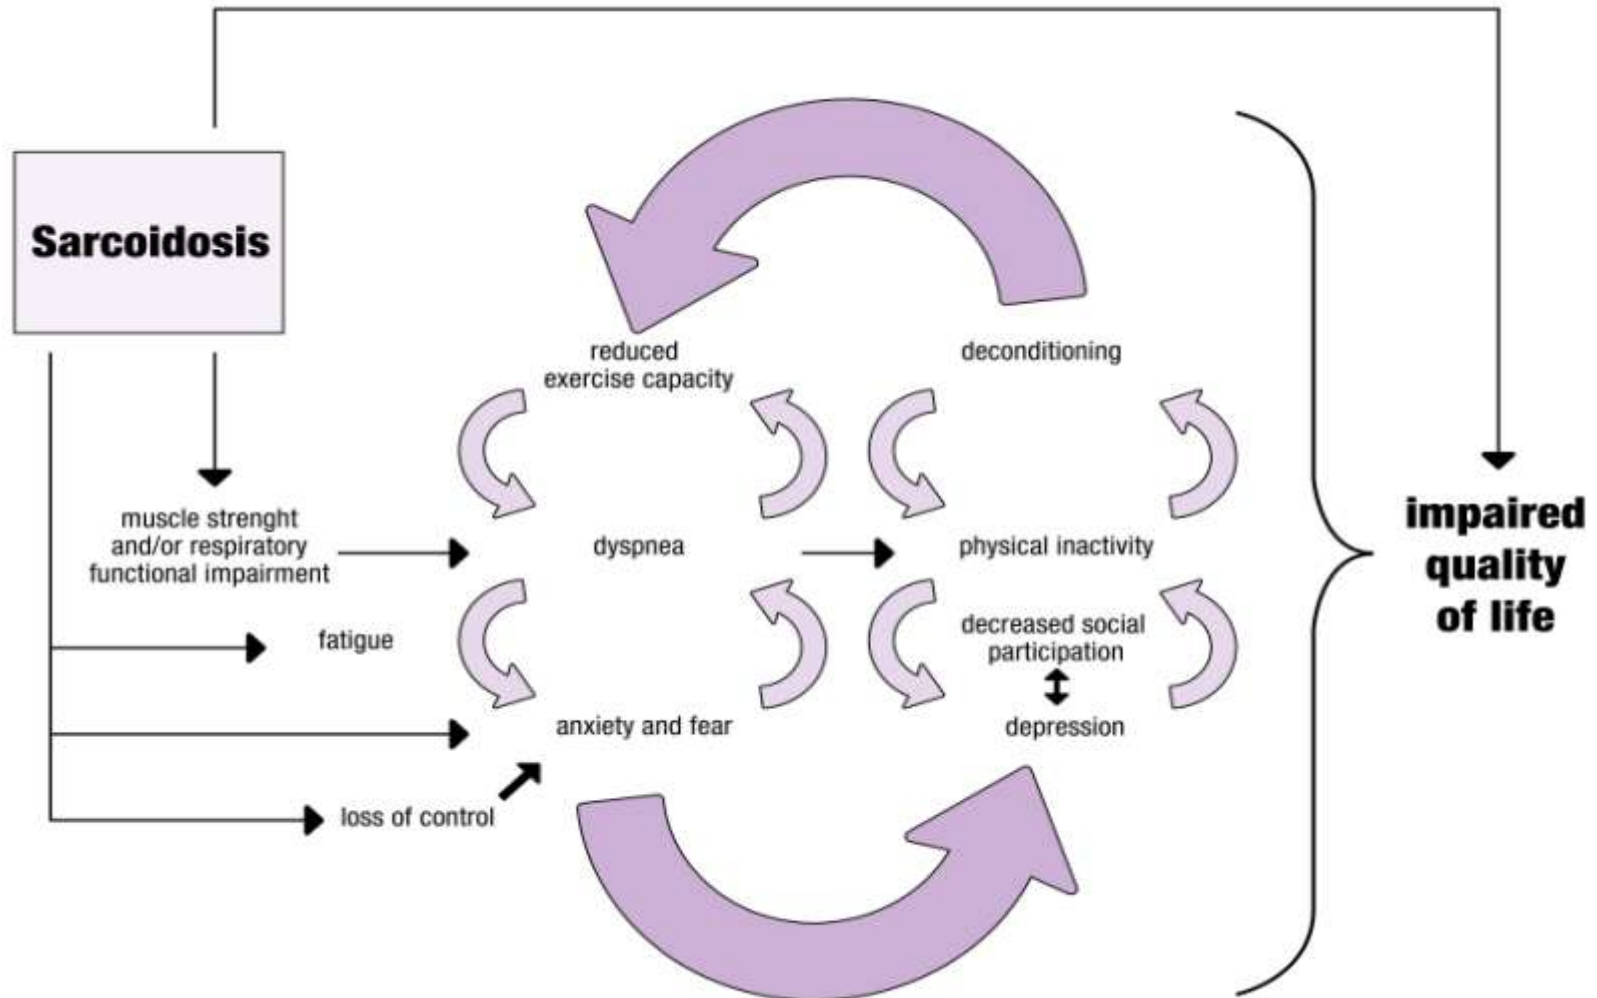 Sarcoidosis
reduced
exercise capacity
deconditioning
muscle strenght
and/or respiratory
functional impairment
dyspnea
physical inactivity
fatigue
decreased social
participation
anxiety and fear
depression
loss of control
impaired
quality
of life